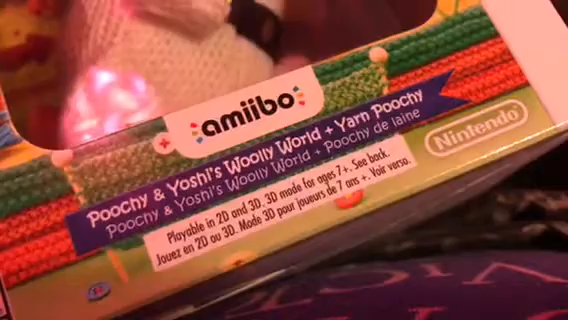 amiibo
Poochy & Yoshi's Woolly World + Yarn Poochy
Poochy & Yoshi's Woolly World + Poochy de laine
Nintendo
Playable in 2D and 3D. 3D mode for ages 7+. See back.
Jouez en 2D ou 3D. Mode 3D pour joueurs de 7 ans +. Voir verso.